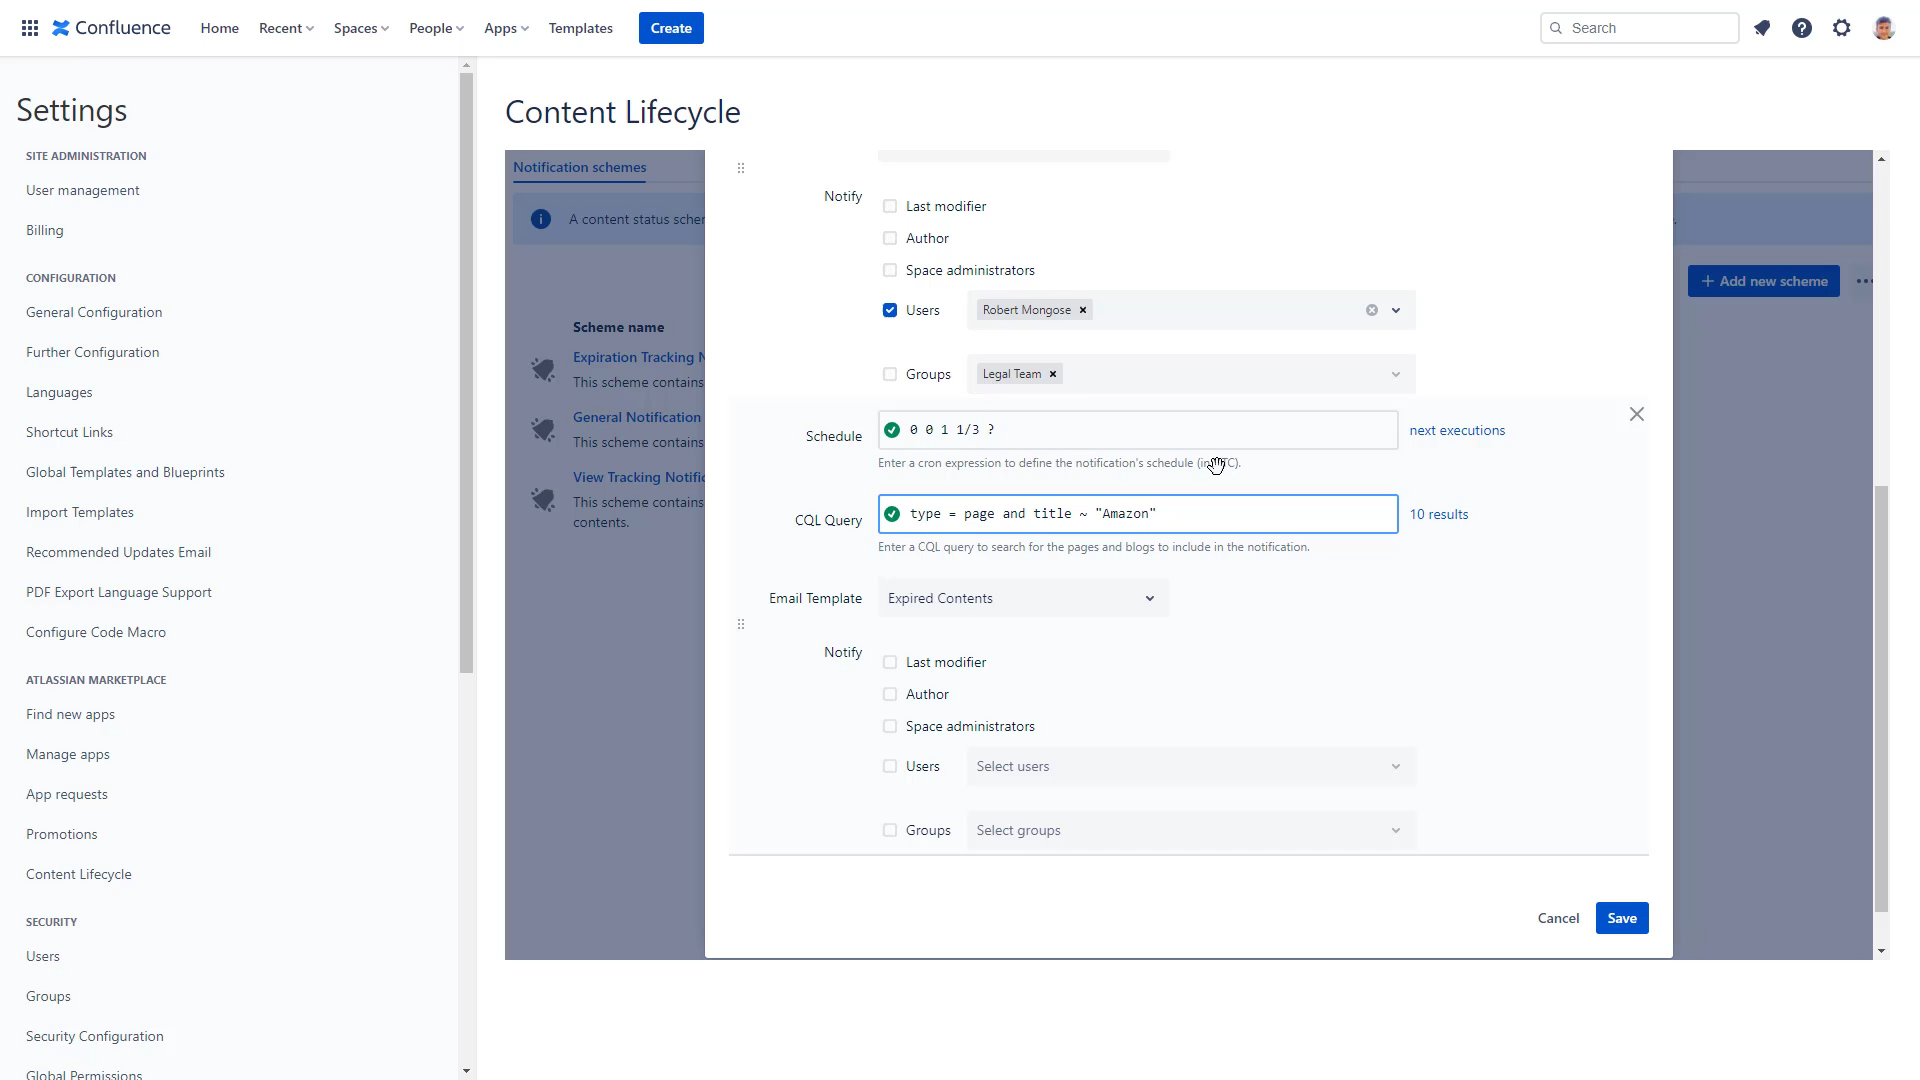 Confluence
Home
Recent
Spaces
People
Apps
Templates
Create
Search
Settings
SITE ADMINISTRATION
User management
Billing
CONFIGURATION
General Configuration
Further Configuration
Languages
Shortcut Links
Global Templates and Blueprints
Import Templates
Recommended Updates Email
PDF Export Language Support
Configure Code Macro
ATLASSIAN MARKETPLACE
Find new apps
Manage apps
App requests
Promotions
Content Lifecycle
SECURITY
Users
Groups
Security Configuration
Global Permissions
Content Lifecycle
Notification schemes
A content status
Add new scheme
Scheme name
Expiration Tracking
This scheme contains
General Notification
This scheme contains
View Tracking
This scheme contains
contents.
Notify
Last modifier
Author
Space administrators
Users
Robert Mongose
Groups
Legal Team
Schedule
0 0 1 1/3 ?
next executions
Enter a cron expression to define the notification's schedule
CQL Query
type = page and title ~ "Amazon"
10 results
Enter a CQL query to search for the pages and blogs to include in the notification.
Email Template
Expired Contents
Notify
Last modifier
Author
Space administrators
Users
Select users
Groups
Select groups
Cancel
Save